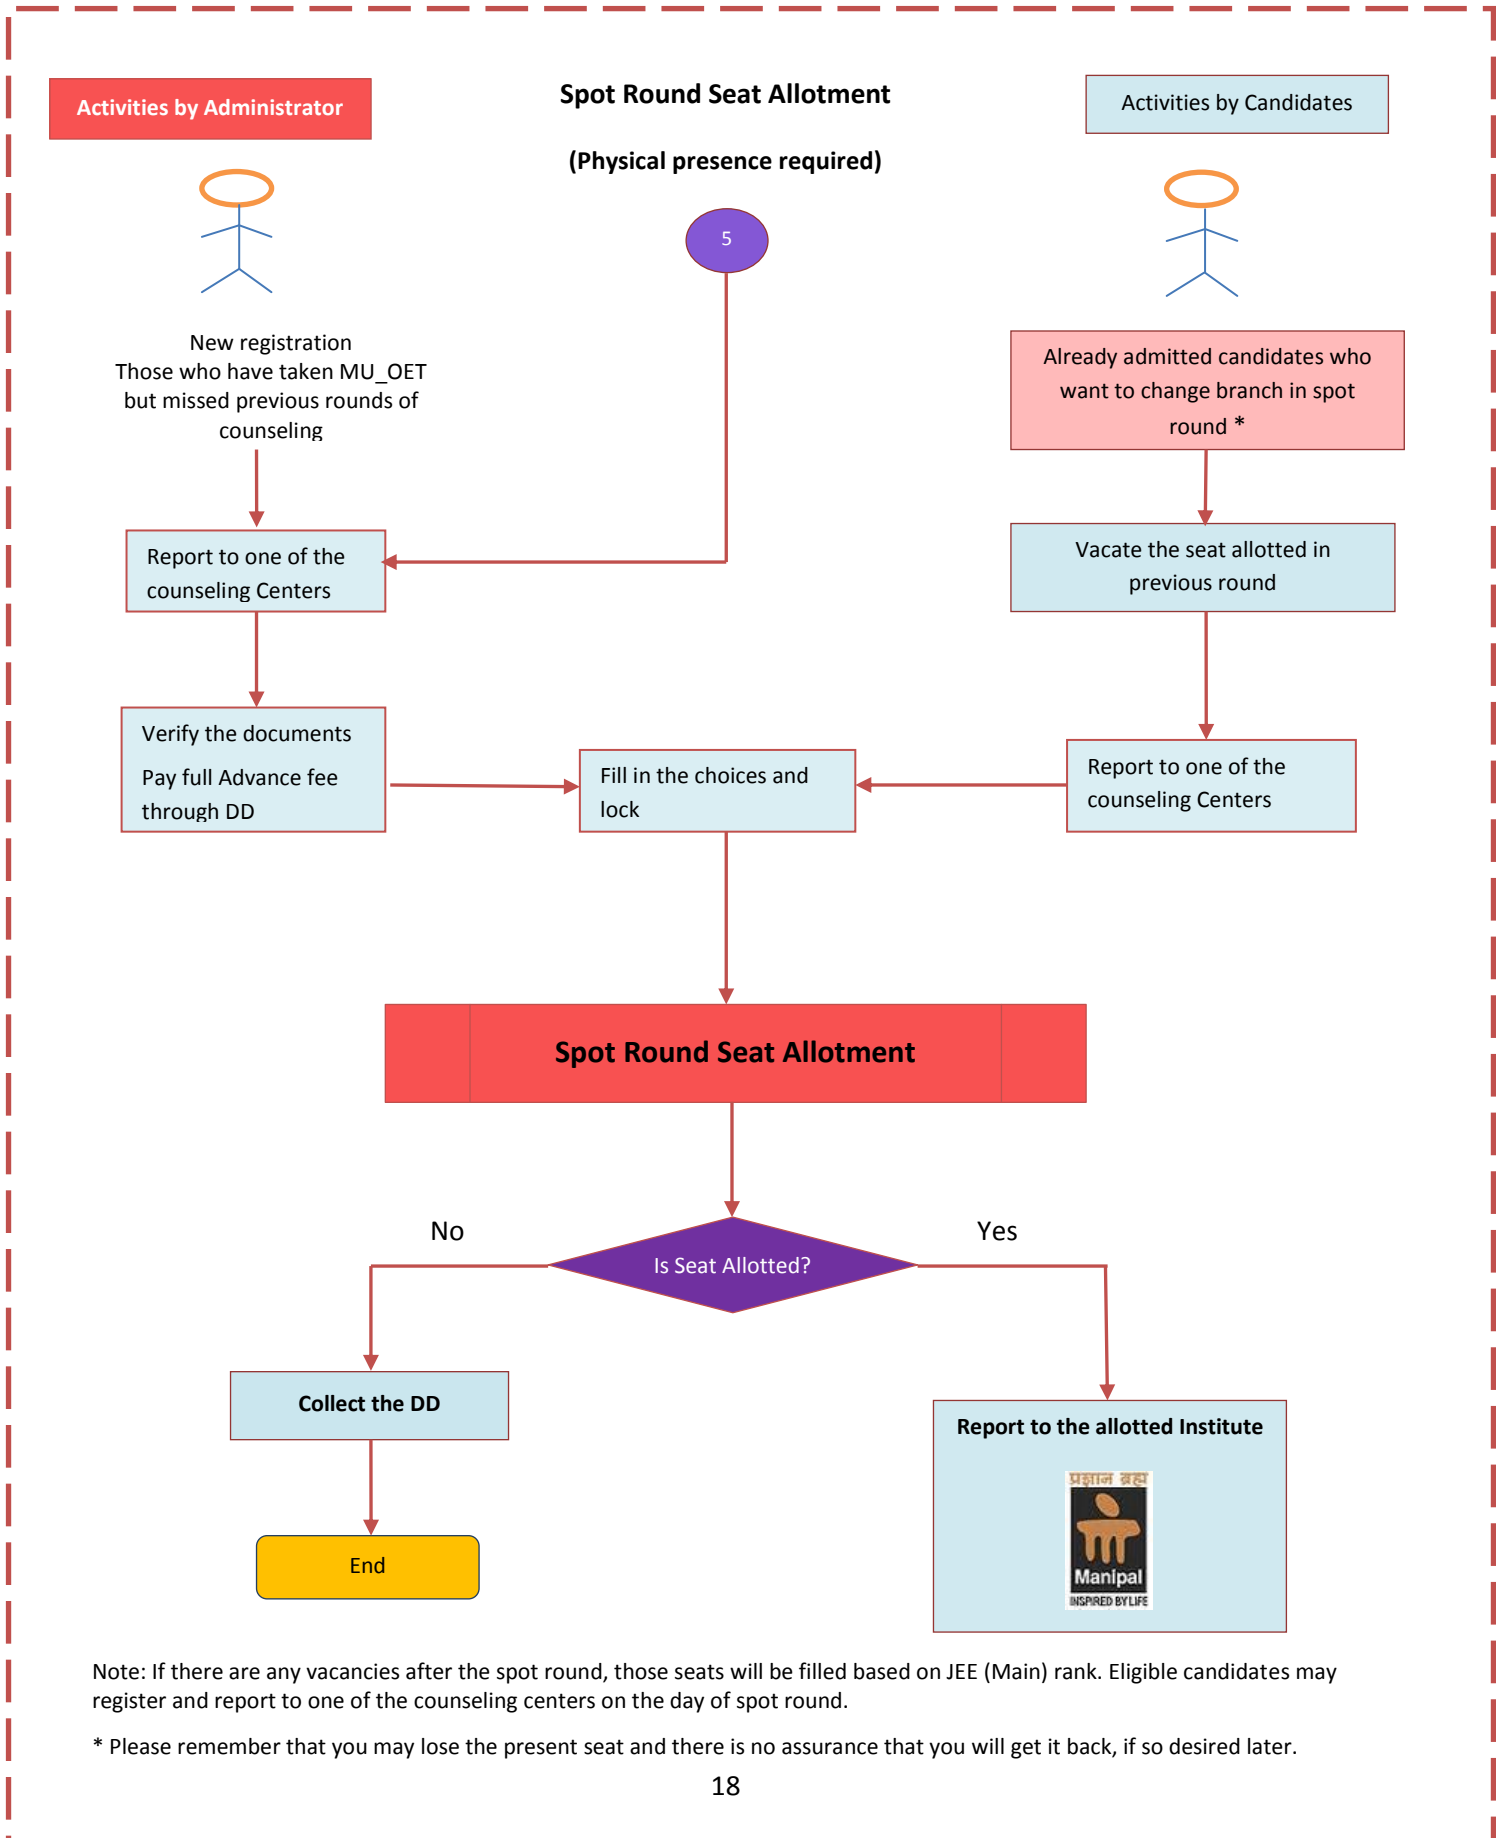 Activities by Administrator
Spot Round Seat Allotment
Activities by Candidates
(Physical presence required)
5
New registration
Those who have taken MU_OET
but missed previous rounds of
counseling
Already admitted candidates who
want to change branch in spot
round *
Report to one of the
counseling Centers
Vacate the seat allotted in
previous round
Verify the documents
Pay full Advance fee
through DD
Fill in the choices and
lock
Report to one of the
counseling Centers
Spot Round Seat Allotment
No
Yes
Is Seat Allotted?
Collect the DD
Report to the allotted Institute
प्रज्ञानं ब्रह्म
Manipal
INSPIRED BY LIFE
End
Note: If there are any vacancies after the spot round, those seats will be filled based on JEE (Main) rank. Eligible candidates may
register and report to one of the counseling centers on the day of spot round.
* Please remember that you may lose the present seat and there is no assurance that you will get it back, if so desired later.
18